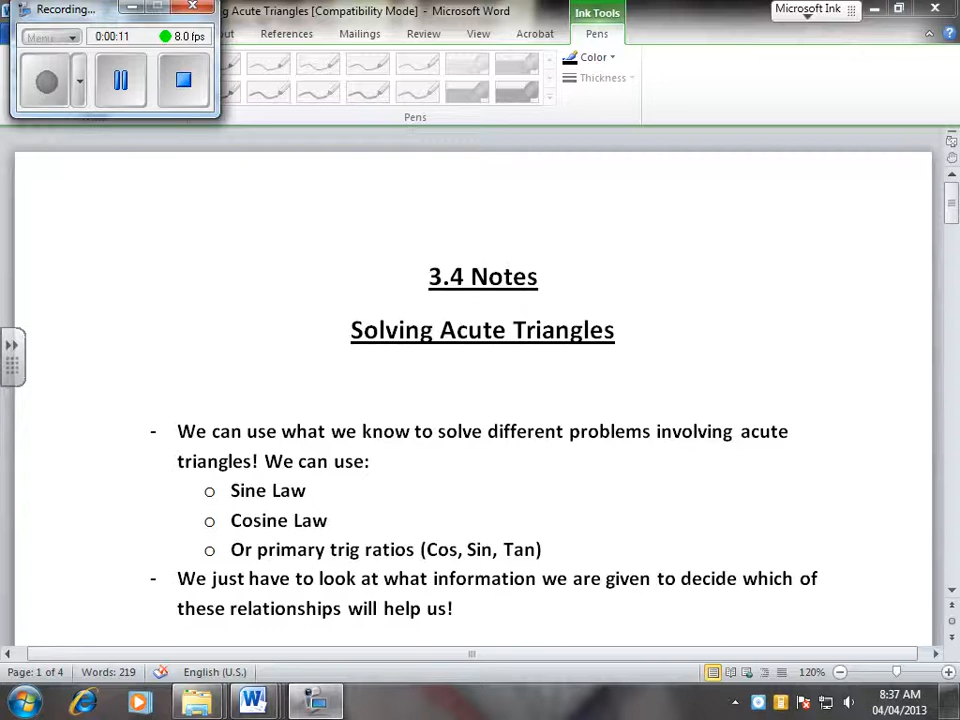 Recording...
ng Acute Triangles [Compatibility Mode] - Microsoft Word
Ink Tools
Microsoft Ink
Menu
0:00:11
8.0 fps
out
References
Mailings
Review
View
Acrobat
Pens
Color
Thickness
Pens
3.4 Notes
Solving Acute Triangles
- We can use what we know to solve different problems involving acute
triangles! We can use:
o Sine Law
o Cosine Law
o Or primary trig ratios (Cos, Sin, Tan)
- We just have to look at what information we are given to decide which of
these relationships will help us!
Page: 1 of 4
Words: 219
English (U.S.)
120%
8:37 AM
04/04/2013